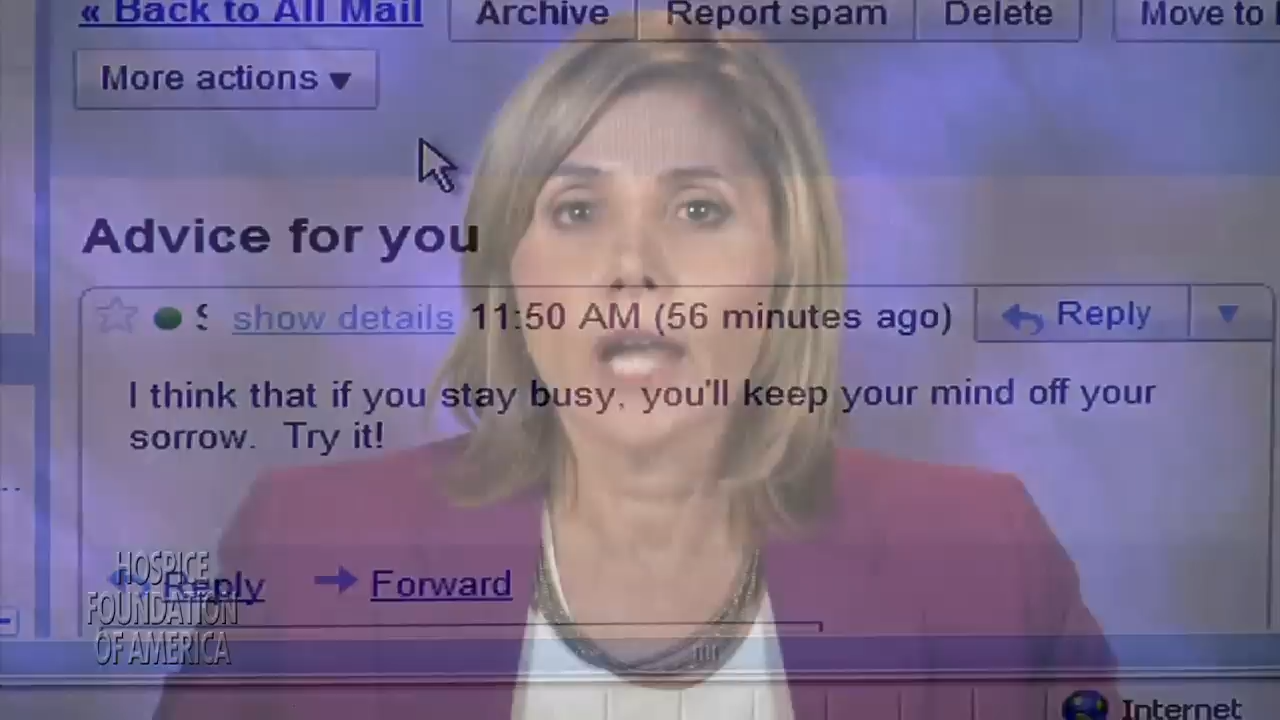 « Back to All Mail Archive Report spam Delete Move to
More actions ▼
Advice for you
show details 11:50 AM (56 minutes ago) Reply
I think that if you stay busy, you'll keep your mind off your
sorrow. Try it!
Reply Forward
HOSPICE
FOUNDATION
OF AMERICA
Internet